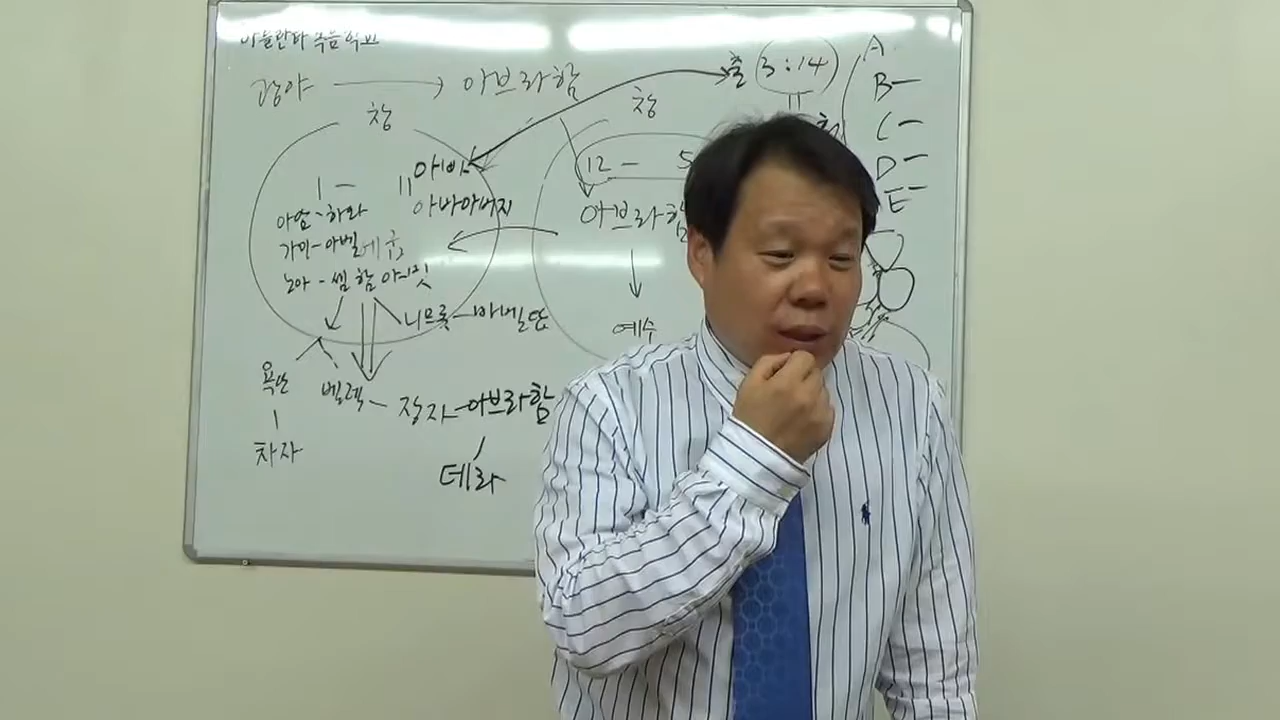 광야 → 아브라함
출 (3:14)
A
B-
C-
D-
E-
창
창
1 -
11
아빠
아바아버지
12 - 5
아브라함
아담-하와
가인-아벨
노아-쎔 함 야벳
니므롯-바벨탑
예수
욕단
벨렉 - 장자-아브라함
차자
데라